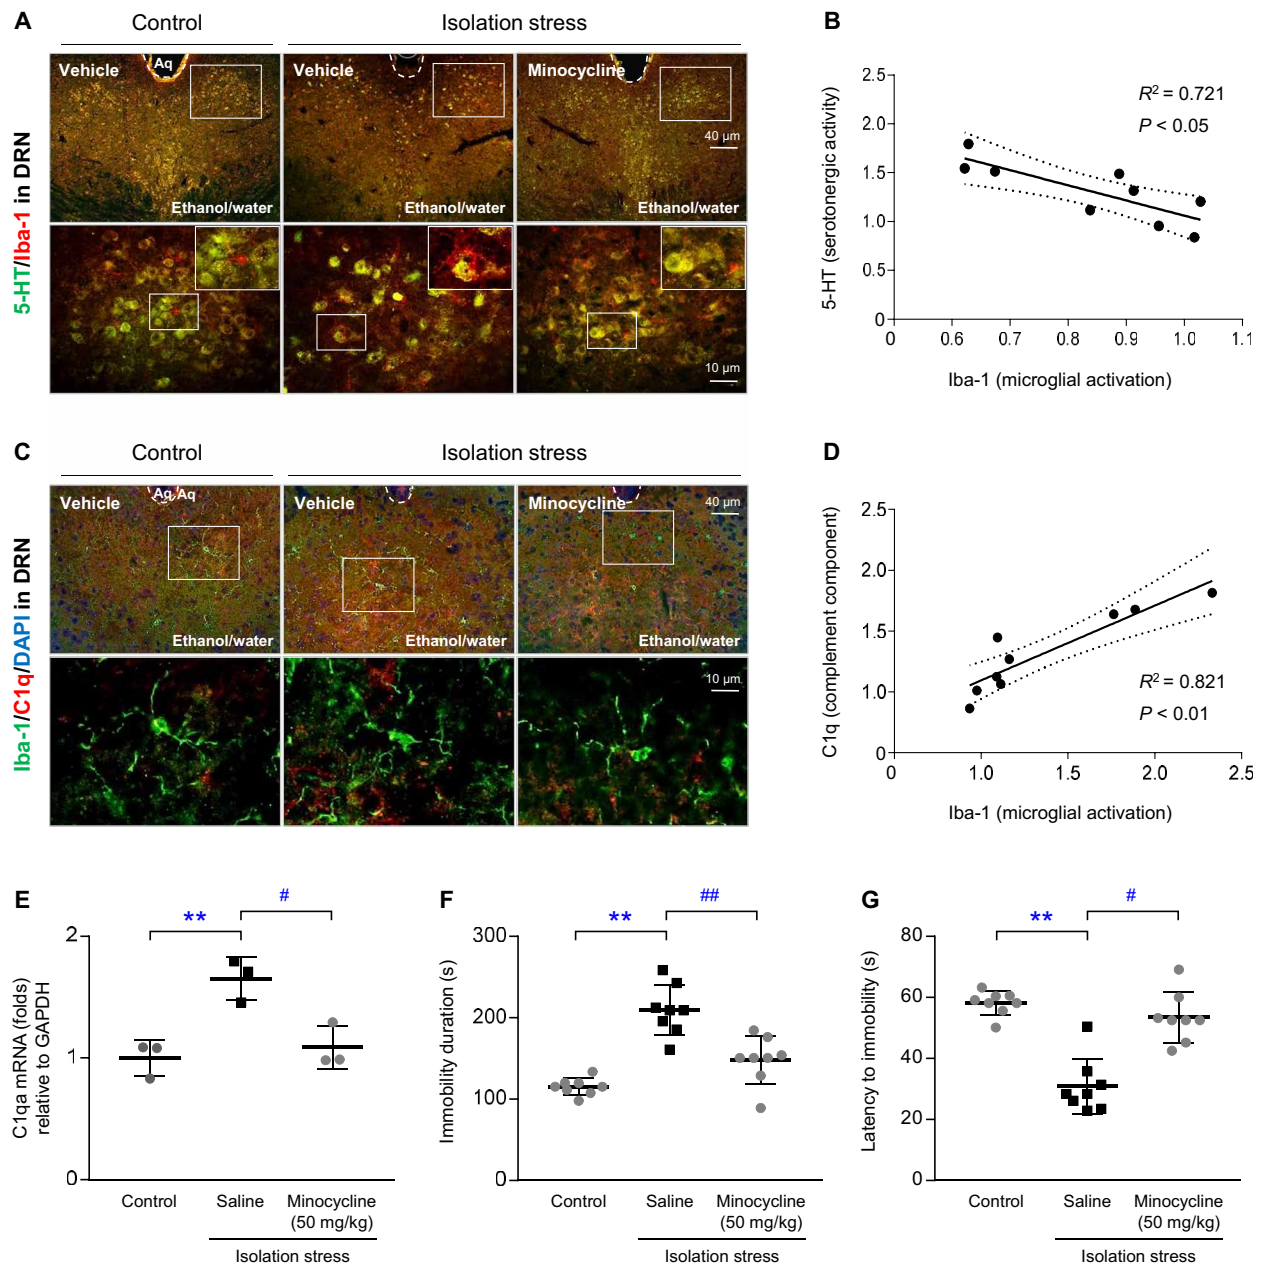 A
Control
Isolation stress
5-HT/Iba-1 in DRN
Vehicle
Aq
Vehicle
Minocycline
40 µm
Ethanol/water
Ethanol/water
Ethanol/water
10 µm
B
5-HT (serotonergic activity)
2.5
2.0
1.5
1.0
0.5
0
R² = 0.721
P < 0.05
0 0.6 0.7 0.8 0.9 1.0 1.1
Iba-1 (microglial activation)
C
Control
Isolation stress
Iba-1/C1q/DAPI in DRN
Vehicle
Aq Aq
Vehicle
Minocycline
40 µm
Ethanol/water
Ethanol/water
Ethanol/water
10 µm
D
C1q (complement component)
2.5
2.0
1.5
1.0
0
R² = 0.821
P < 0.01
0 1.0 1.5 2.0 2.5
Iba-1 (microglial activation)
E
C1qa mRNA (folds)
relative to GAPDH
2
1
0
**
#
Control
Saline
Minocycline
(50 mg/kg)
Isolation stress
F
Immobility duration (s)
300
200
100
0
**
##
Control
Saline
Minocycline
(50 mg/kg)
Isolation stress
G
Latency to immobility (s)
80
60
40
20
0
**
#
Control
Saline
Minocycline
(50 mg/kg)
Isolation stress